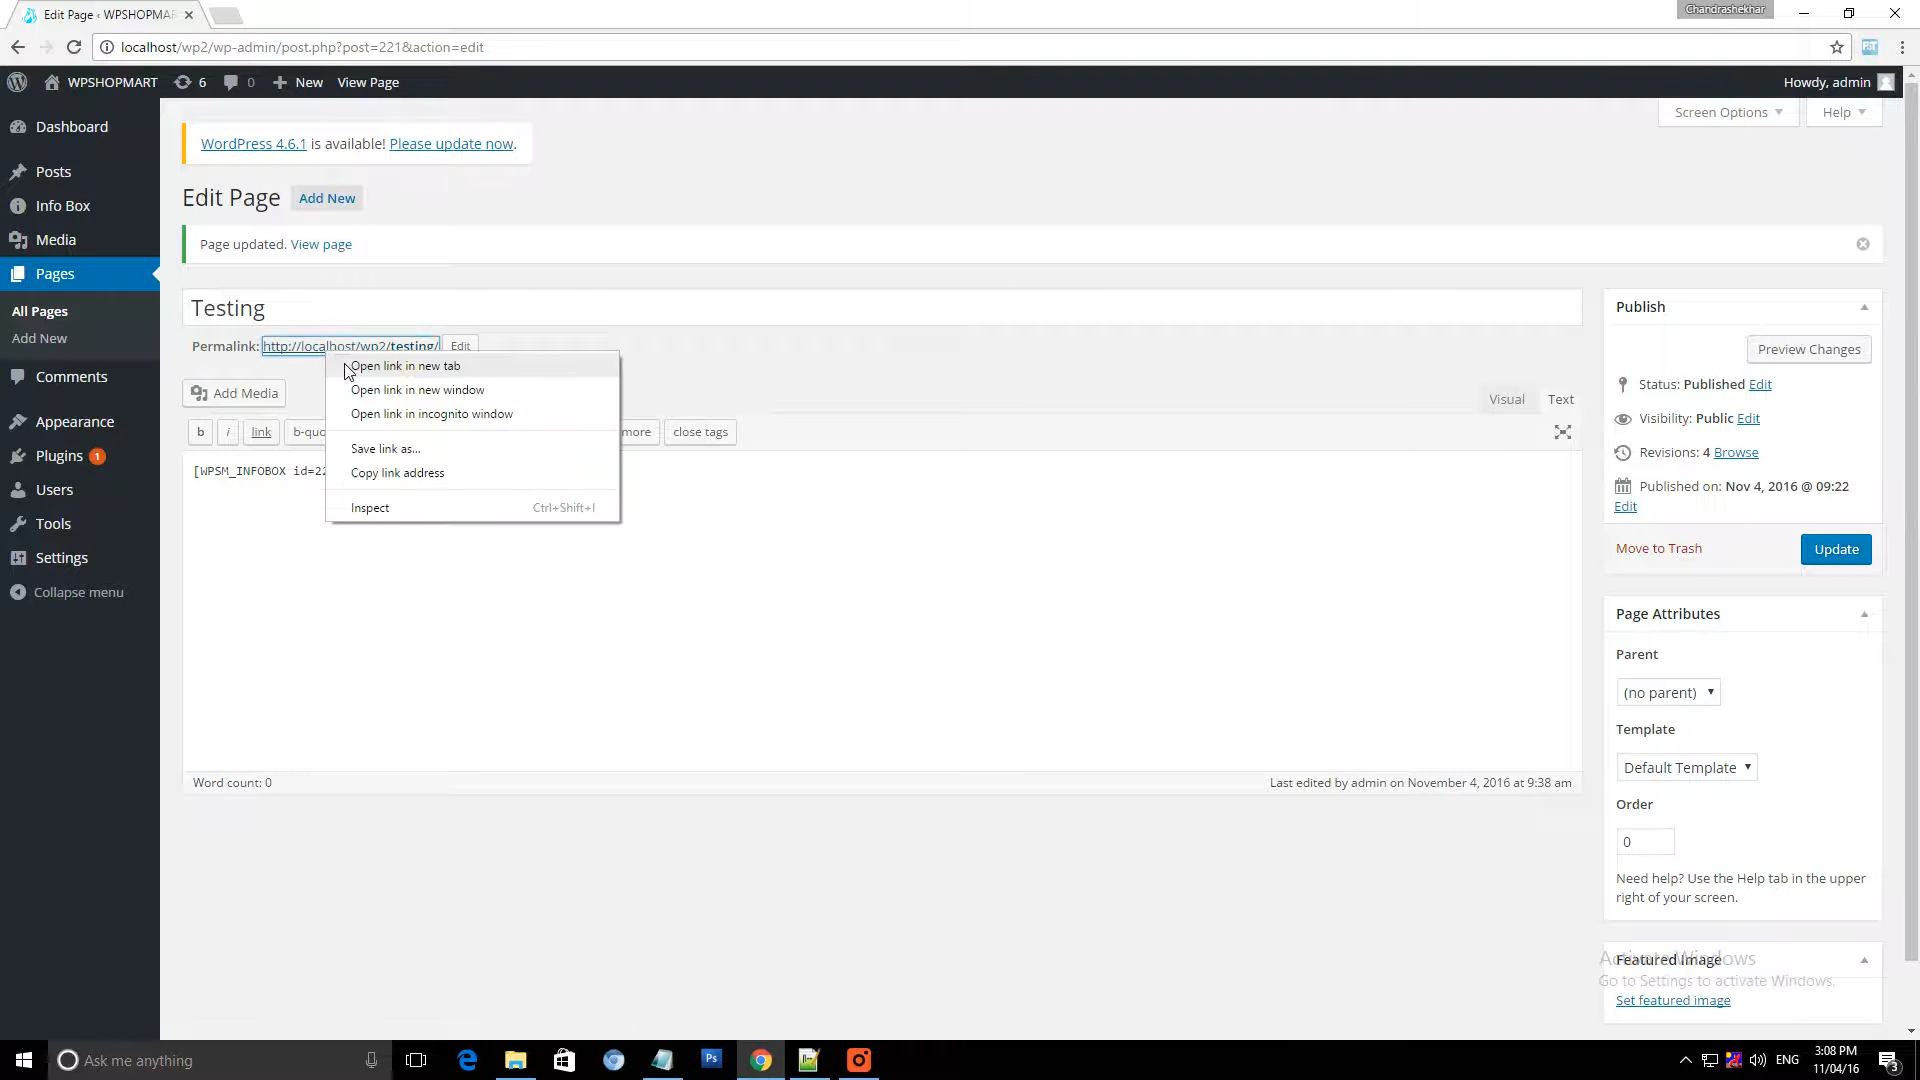 Edit Page ‹ WPSHOPMAR
Chandrashekhar
localhost/wp2/wp-admin/post.php?post=221&action=edit
WPSHOPMART 6 0 New View Page
Howdy, admin
Dashboard
Posts
Info Box
Media
Pages
All Pages
Add New
Comments
Appearance
Plugins 1
Users
Tools
Settings
Collapse menu
Screen Options
Help
WordPress 4.6.1 is available! Please update now.
Edit Page Add New
Page updated. View page
Testing
Permalink: http://localhost/wp2/testing/ Edit
Add Media
Visual Text
b i link b-quo more close tags
[WPSM_INFOBOX id=22
Open link in new tab
Open link in new window
Open link in incognito window
Save link as...
Copy link address
Inspect Ctrl+Shift+I
Word count: 0
Last edited by admin on November 4, 2016 at 9:38 am
Publish
Preview Changes
Status: Published Edit
Visibility: Public Edit
Revisions: 4 Browse
Published on: Nov 4, 2016 @ 09:22
Edit
Move to Trash
Update
Page Attributes
Parent
(no parent)
Template
Default Template
Order
0
Need help? Use the Help tab in the upper
right of your screen.
Featured Image
Activate Windows
Go to Settings to activate Windows.
Set featured image
Ask me anything
Ps
ENG
3:08 PM
11/04/16
3